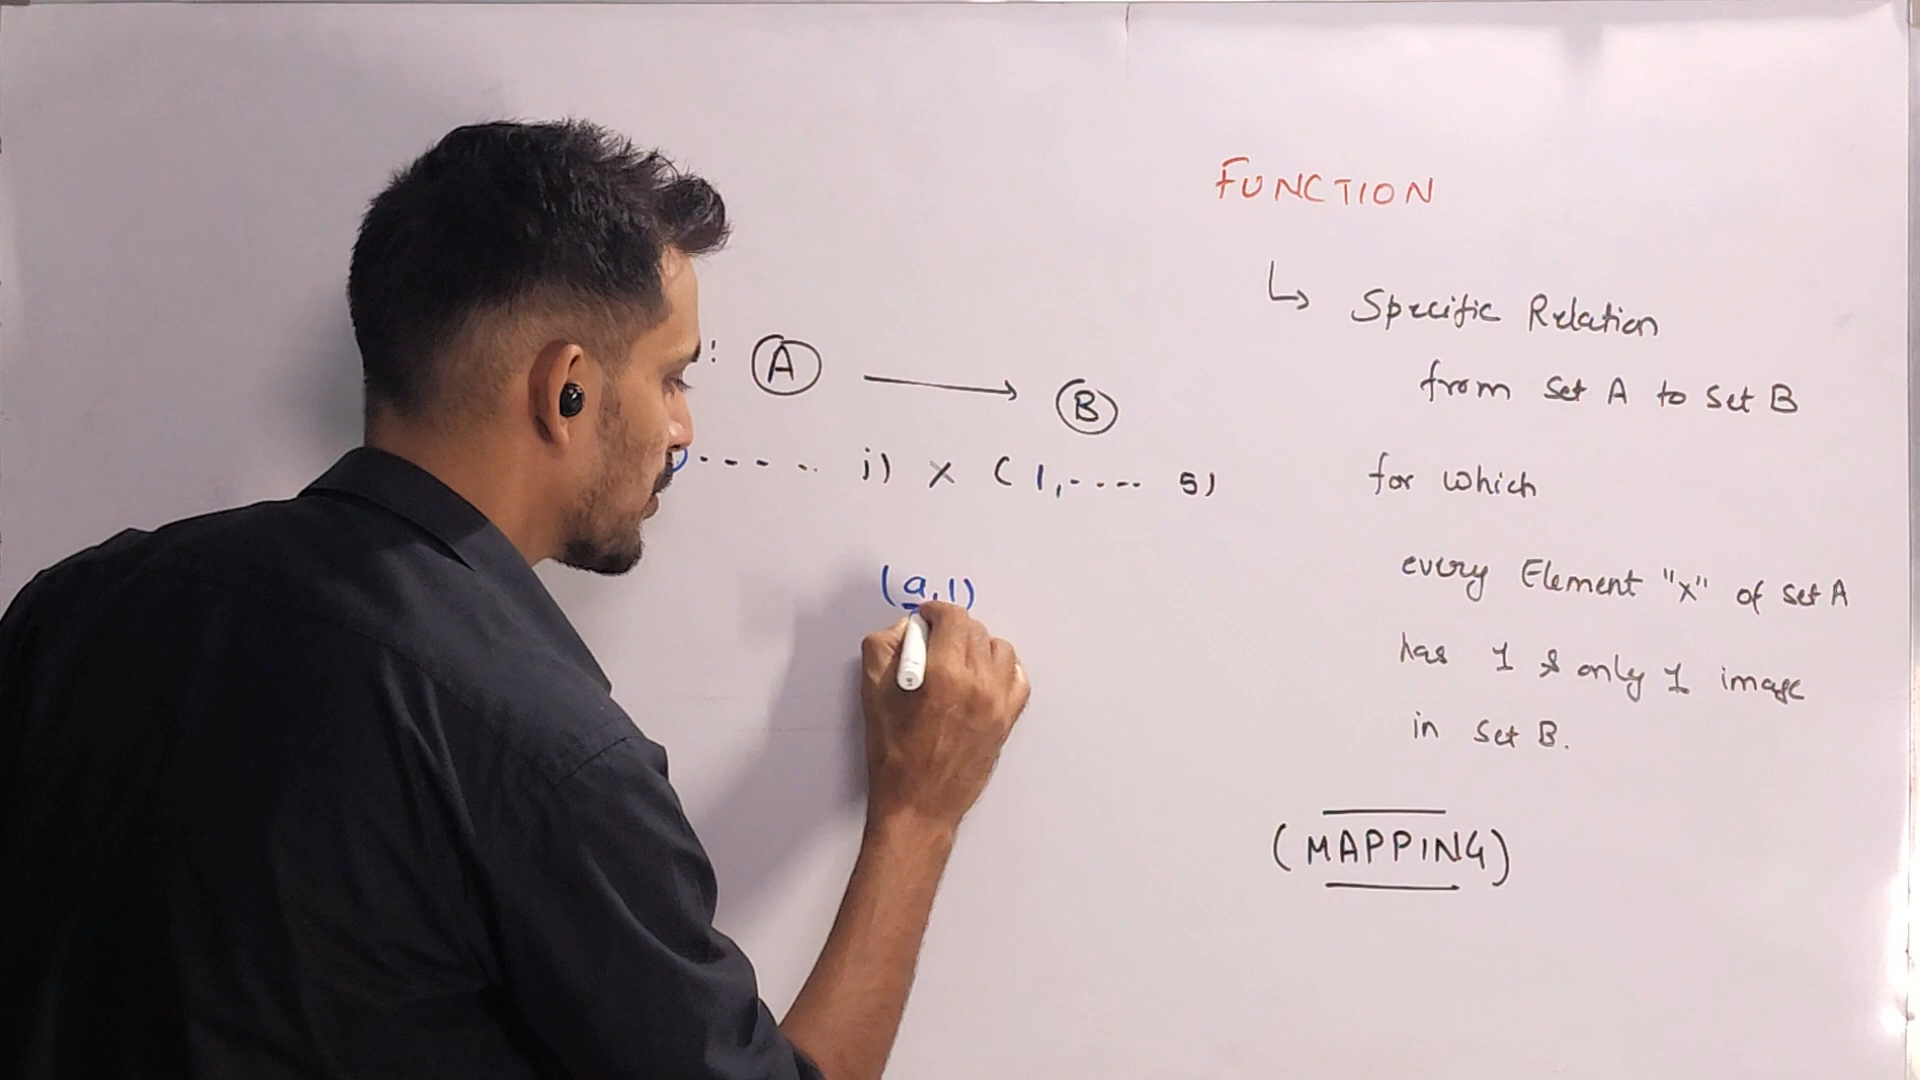 FUNCTION
↳ Specific Relation
from Set A to Set B
for which
every Element "x" of Set A
has 1 & only 1 image
in Set B.
(MAPPING)
: A ⟶ B
)----- j) X ( 1, ---- 5)
(a,1)